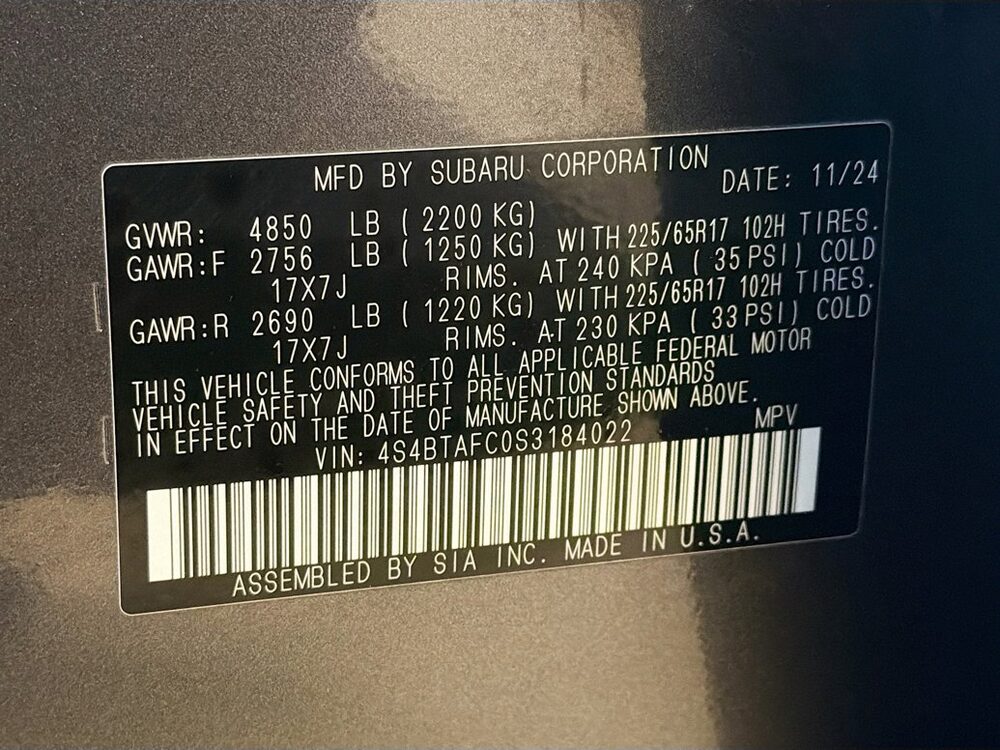 MFD BY SUBARU CORPORATION DATE: 11/24
GVWR: 4850 LB ( 2200 KG)
GAWR:F 2756 LB ( 1250 KG) WITH 225/65R17 102H TIRES.
17X7J RIMS. AT 240 KPA ( 35 PSI) COLD
GAWR:R 2690 LB ( 1220 KG) WITH 225/65R17 102H TIRES.
17X7J RIMS. AT 230 KPA ( 33 PSI) COLD
THIS VEHICLE CONFORMS TO ALL APPLICABLE FEDERAL MOTOR
VEHICLE SAFETY AND THEFT PREVENTION STANDARDS
IN EFFECT ON THE DATE OF MANUFACTURE SHOWN ABOVE.
VIN: 4S4BTAFC0S3184022 MPV
ASSEMBLED BY SIA INC. MADE IN U.S.A.